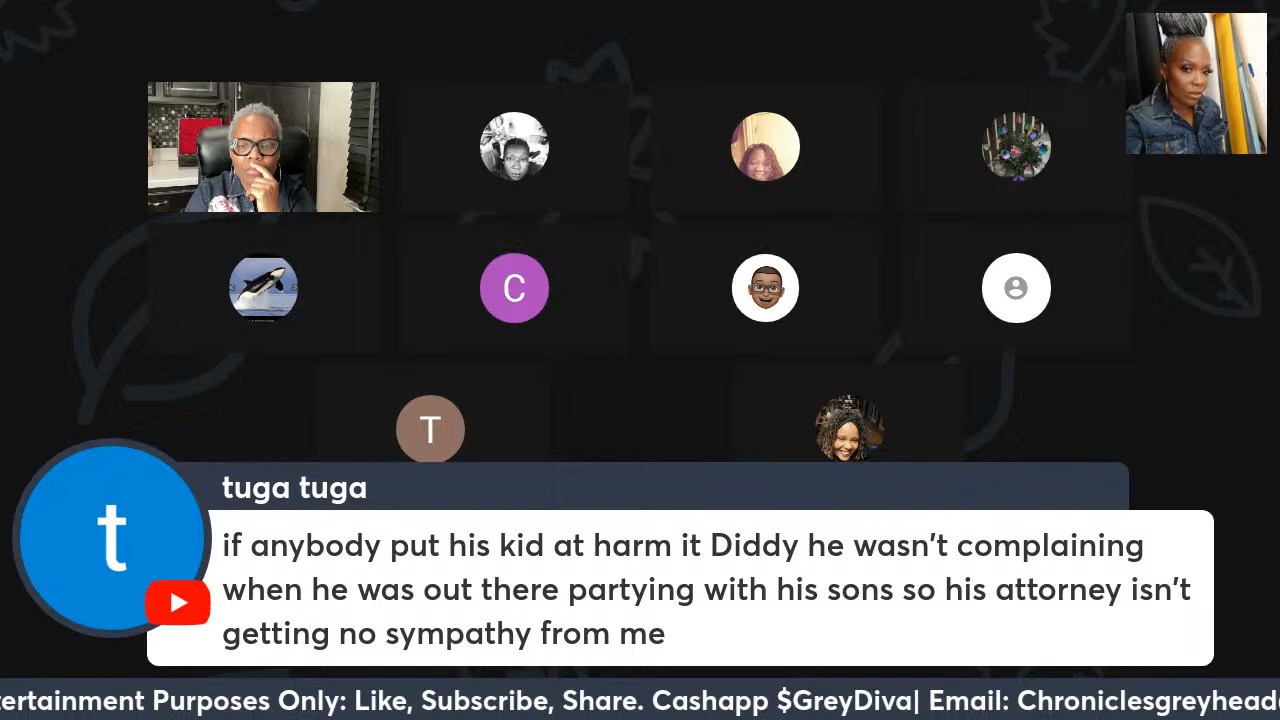 C
T
t
tuga tuga
if anybody put his kid at harm it Diddy he wasn't complaining
when he was out there partying with his sons so his attorney isn't
getting no sympathy from me
tertainment Purposes Only: Like, Subscribe, Share. Cashapp $GreyDiva| Email: Chroniclesgreyhead